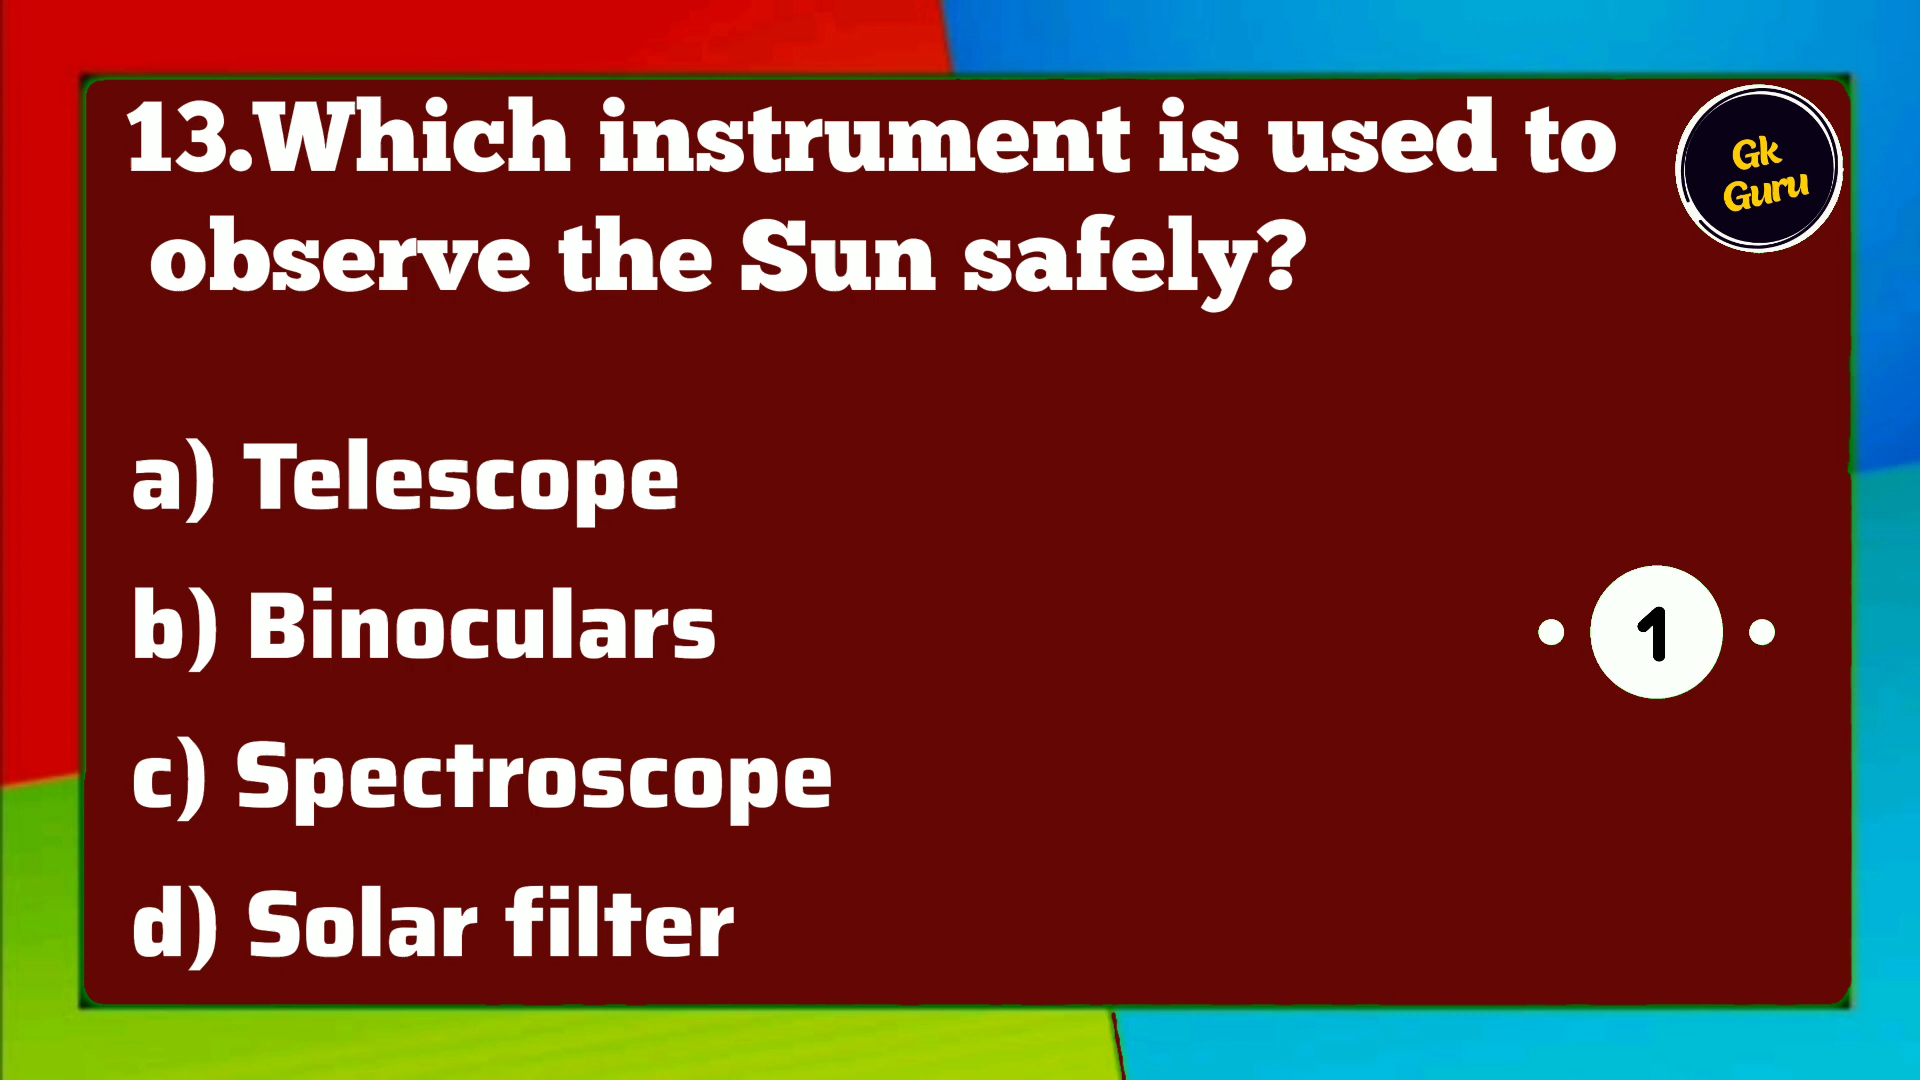 13.Which instrument is used to
observe the Sun safely?
Gk
Guru
a) Telescope
b) Binoculars
1
c) Spectroscope
d) Solar filter